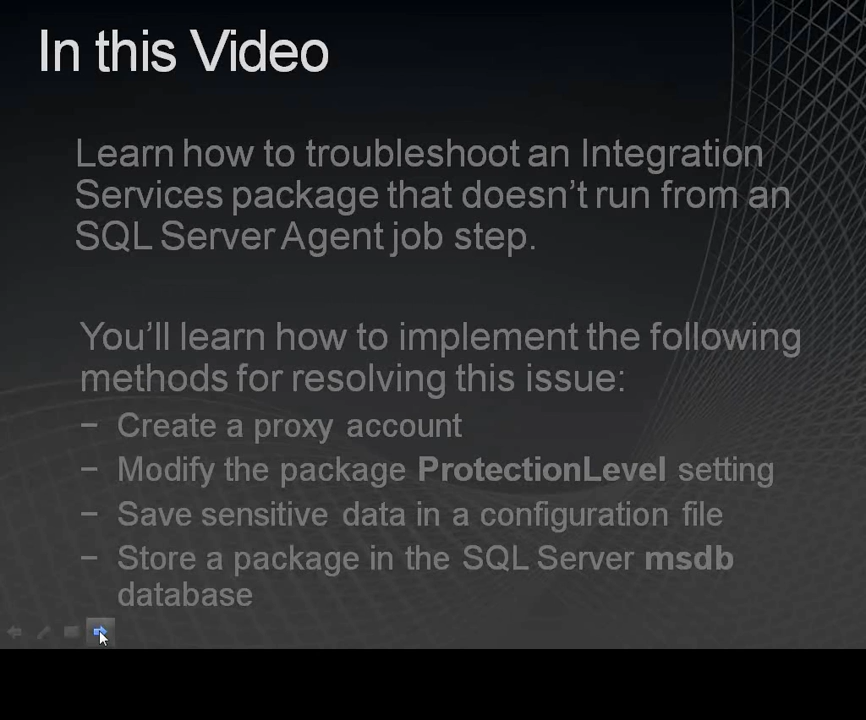 In this Video
Learn how to troubleshoot an Integration
Services package that doesn't run from an
SQL Server Agent job step.
You'll learn how to implement the following
methods for resolving this issue:
– Create a proxy account
– Modify the package ProtectionLevel setting
– Save sensitive data in a configuration file
– Store a package in the SQL Server msdb
database